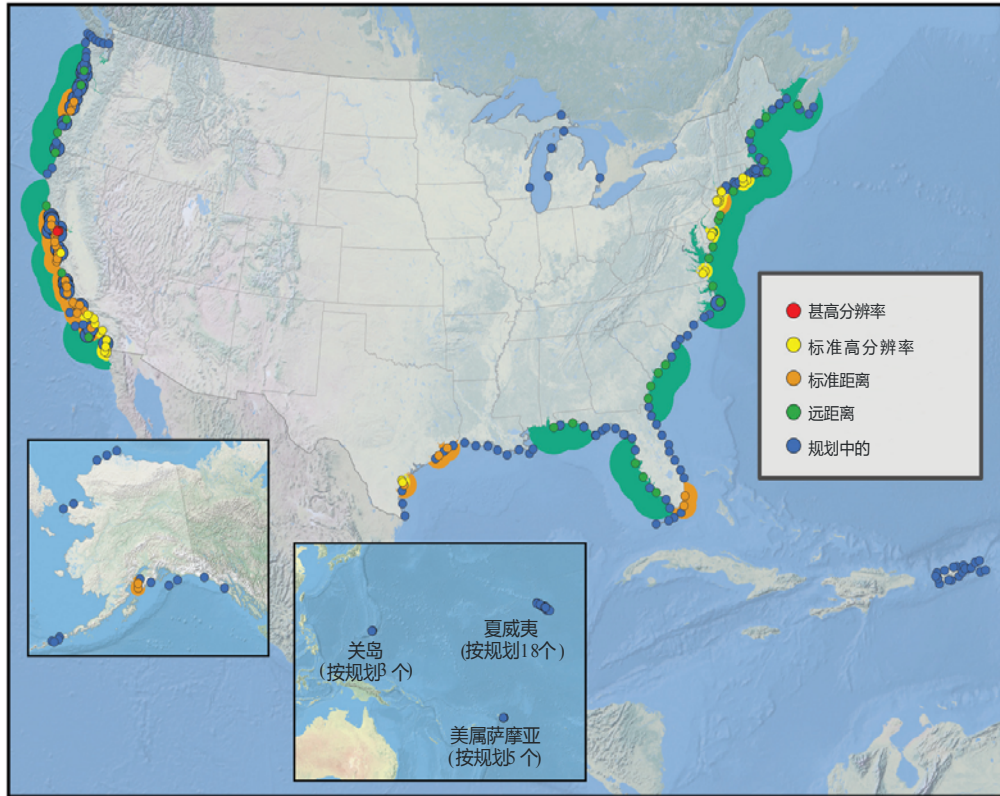 甚高分辨率
标准高分辨率
标准距离
远距离
规划中的
夏威夷
(按规划18个)
关岛
(按规划3 个)
美属萨摩亚
(按规划5 个)